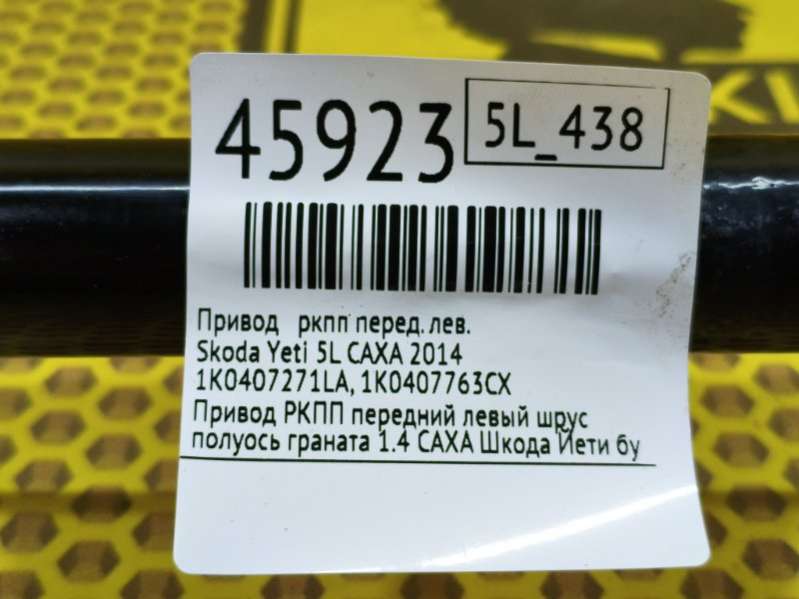 45923
5L_438
Привод ркпп перед. лев.
Skoda Yeti 5L CAXA 2014
1K0407271LA, 1K0407763CX
Привод РКПП передний левый шрус
полуось граната 1.4 CAXA Шкода Йети бу